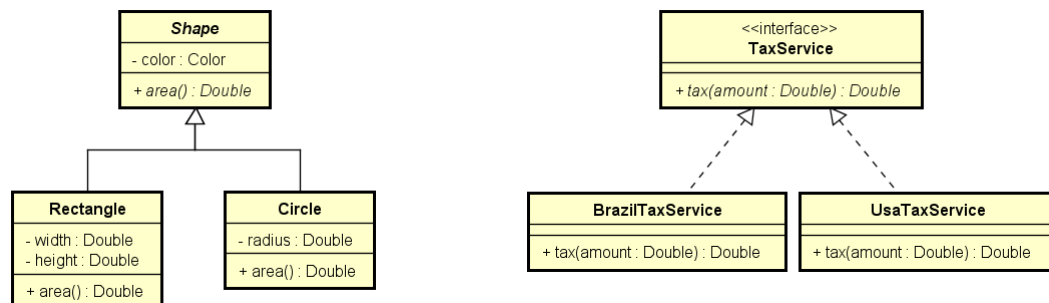 Shape
- color : Color
+ area() : Double
Rectangle
- width : Double
- height : Double
+ area() : Double
Circle
- radius : Double
+ area() : Double
<<interface>>
TaxService
+ tax(amount : Double) : Double
BrazilTaxService
+ tax(amount : Double) : Double
UsaTaxService
+ tax(amount : Double) : Double